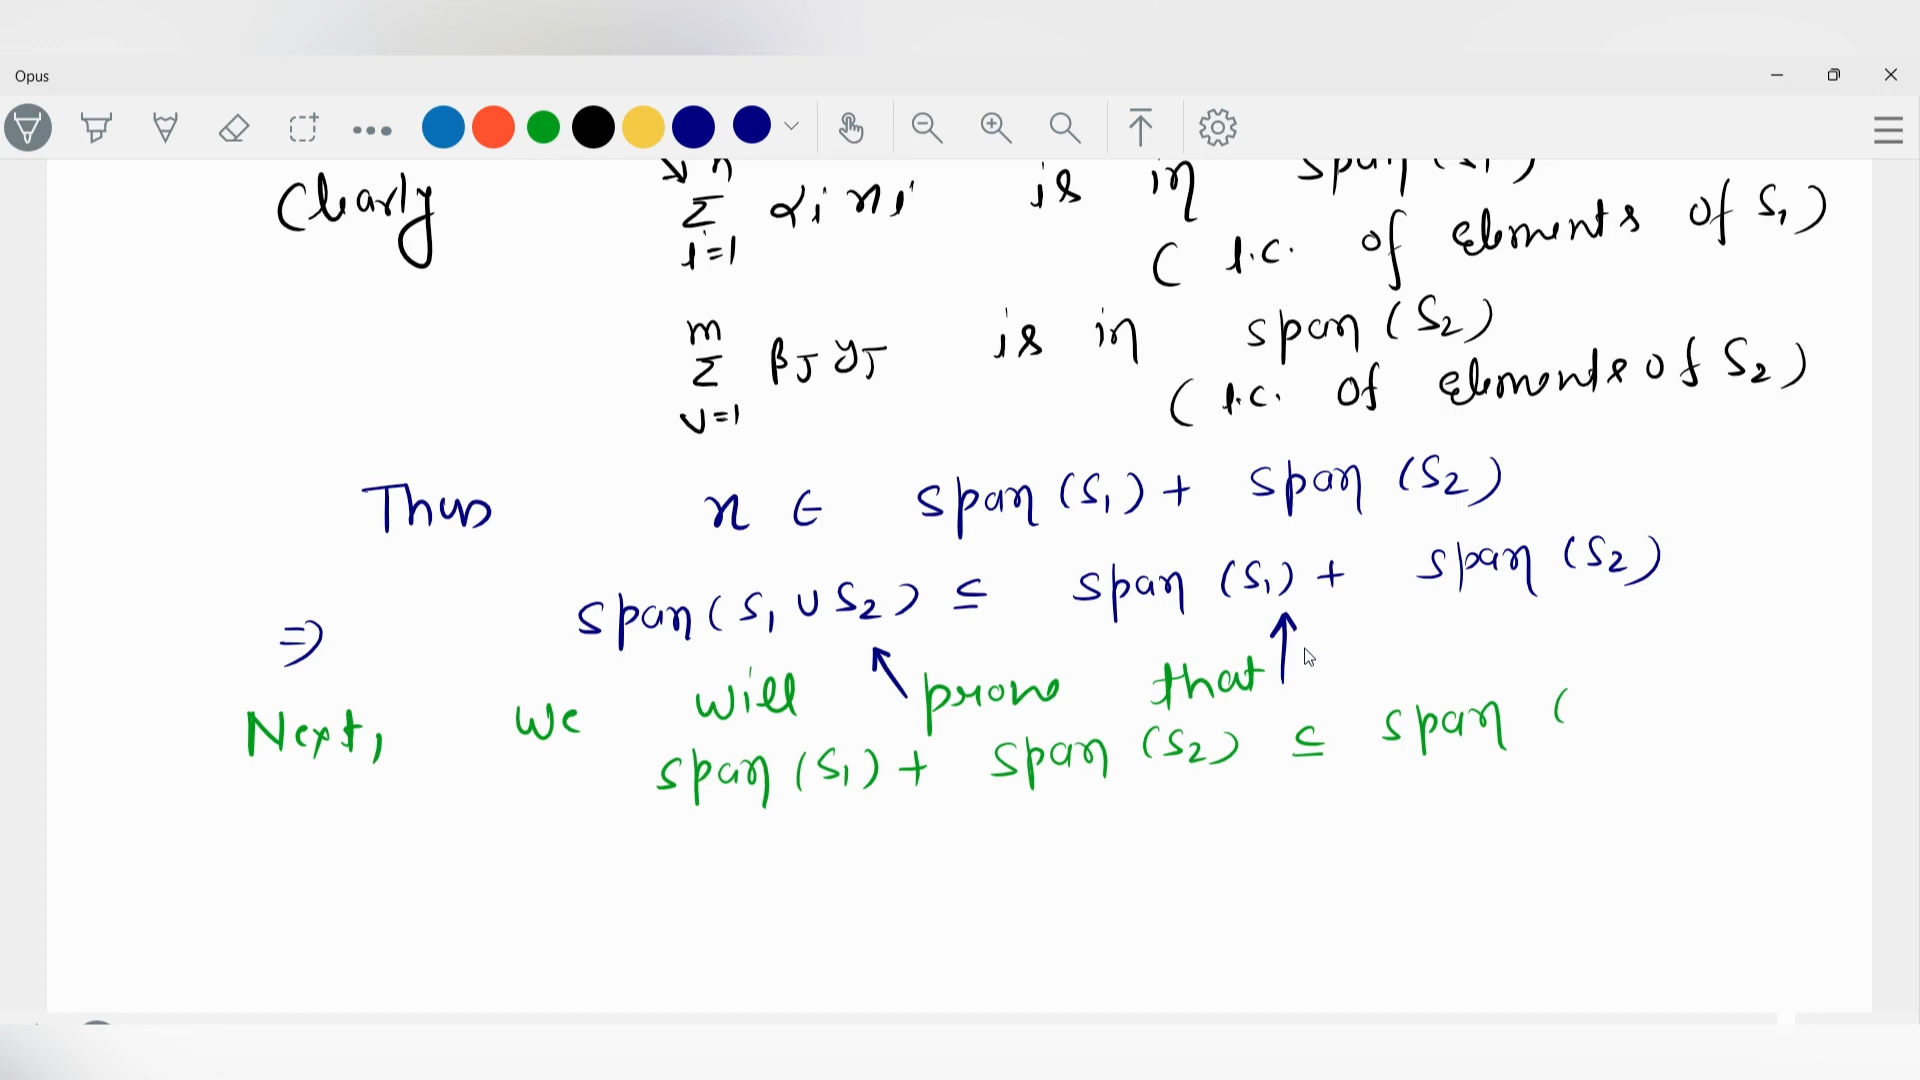 Opus
Clearly n Σ i=1 αi xi is in span (S1)
( l.c. of elements of S1)
m Σ J=1 βJ yJ is in span (S2)
( l.c. of elements of S2)
Thus x ∈ span (S1) + span (S2)
⇒ span( S1 ∪ S2 ) ⊆ span (S1) + span (S2)
Next, we will prove that
span (S1) + span (S2) ⊆ span (